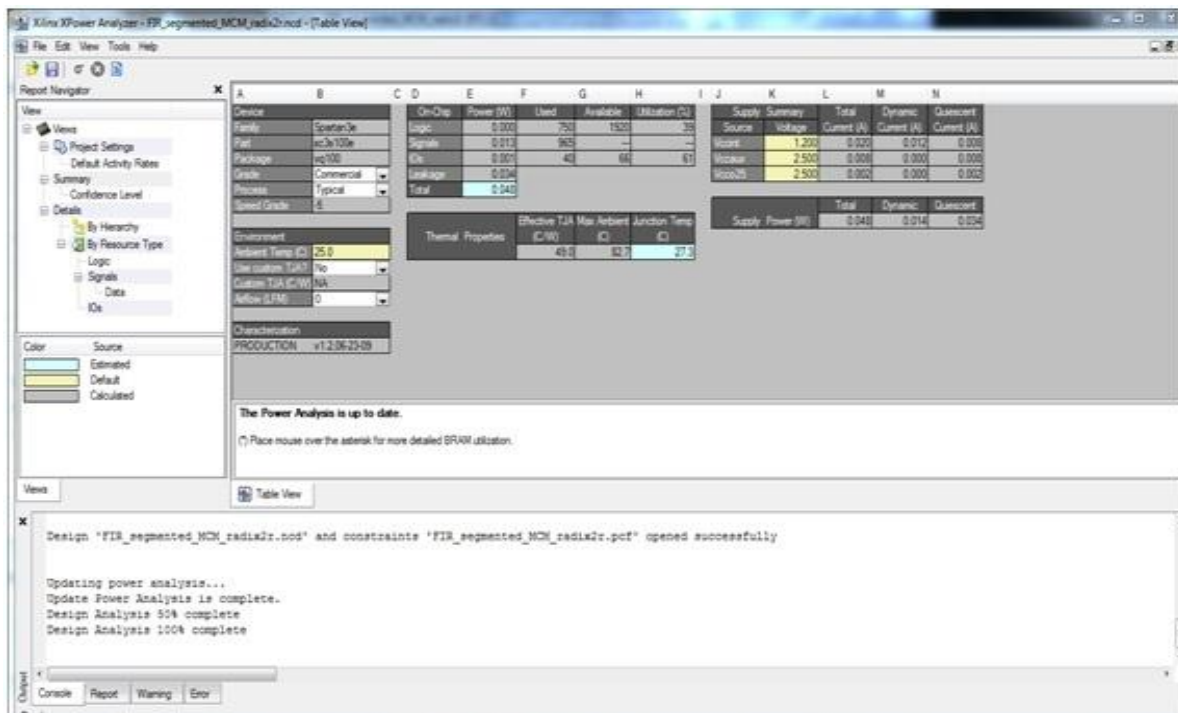 Xilinx XPower Analyzer - FIR_segmented_MCM_radix2r.ncd - [Table View]
File Edit View Tools Help
Report Navigator
View
Views
Project Settings
Default Activity Rates
Summary
Confidence Level
Details
By Hierarchy
By Resource Type
Logic
Signals
Data
IOs
Color Source
Estimated
Default
Calculated
Views
A B C D E F G H I J K L M N
Device
Family Spartan3e
Part xc3s100e
Package vq100
Grade Commercial
Process Typical
Speed Grade -5
Environment
Ambient Temp (C) 25.0
Use custom TJA? No
Custom TJA (C/W) NA
Airflow (LFM) 0
Characterization
PRODUCTION v1.2,06-23-09
On-Chip Power (W) Used Available Utilization (%)
Logic 0.000 750 1920 39
Signals 0.013 965 --- ---
IOs 0.001 40 66 61
Leakage 0.034
Total 0.048
Thermal Properties Effective TJA Max Ambient Junction Temp
(C/W) (C) (C)
49.0 82.7 27.3
Supply Summary Total Dynamic Quiescent
Source Voltage Current (A) Current (A) Current (A)
Vccint 1.200 0.020 0.012 0.008
Vccaux 2.500 0.008 0.000 0.008
Vcco25 2.500 0.002 0.000 0.002
Total Dynamic Quiescent
Supply Power (W) 0.048 0.014 0.034
The Power Analysis is up to date.
(*) Place mouse over the asterisk for more detailed BRAM utilization.
Table View
Design "FIR_segmented_MCM_radix2r.ncd" and constraints "FIR_segmented_MCM_radix2r.pcf" opened successfully
Updating power analysis...
Update Power Analysis is complete.
Design Analysis 50% complete
Design Analysis 100% complete
Output
Console Report Warning Error